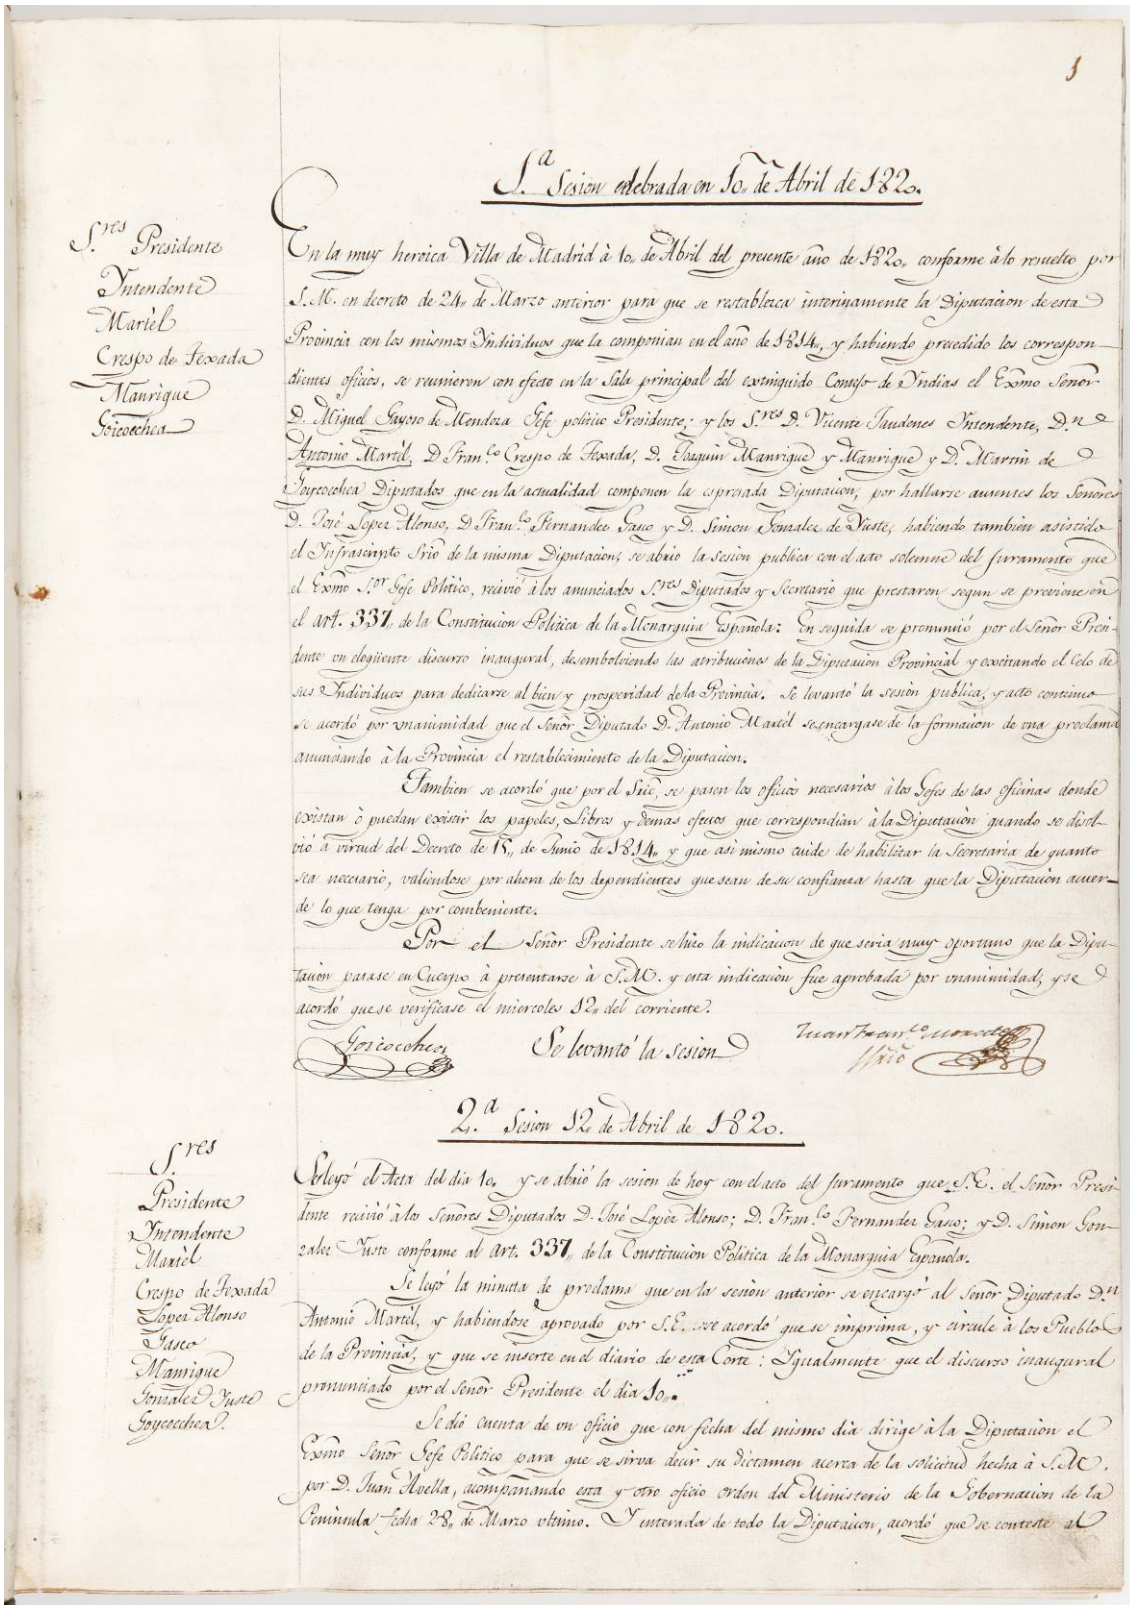 1
1.ª Sesion celebrada en 10,, de Abril de 1820.
S.res Presidente
Yntendente
Martèl
Crespo de Texada
Manrique
Goicoechea
En la muy heroica Villa de Madrid à 10,, de Abril del presente año de 1820,, conforme à lo resuelto por
S.M. en decreto de 24,, de Marzo anterior para que se restablezca interinamente la Diputacion de esta
Provincia con los mismos Yndividuos que la componian en el año de 1814,, y habiendo precedido los correspon-
dientes oficios, se reunieron con efecto en la Sala principal del extinguido Consejo de Yndias el Exmo Señor
D. Miguel Gayoso de Mendoza Gefe politico Presidente; y los S.res D. Vicente Jaudenes Yntendente, D.n
Antonio Martèl, D Fran.co Crespo de Texada, D. Joaquin Manrique y Manrique y D. Martin de
Goycoechea Diputados que en la actualidad componen la espresada Diputacion, por hallarse ausentes los Señores
D. José Lopez Alonso, D Fran.co Fernandez Gasco y D. Simon Gonzalez de Yuste, habiendo tambien asistido
el Ynfrascripto Srio de la misma Diputacion; se abrio la sesion publica con el acto solemne del Juramento que
el Exmo S.or Gefe Politico, recivió à los anunciados S.res Diputados y Secretario que prestaron segun se previene en
el art. 337,, de la Constitucion Politica de la Monarquia Española: En seguida se pronunció por el Señor Presi-
dente un eloqüente discurso inaugural, desembolviendo las atribuciones de la Diputacion Provincial y excitando el Celo de
sus Yndividuos para dedicarse al bien y prosperidad de la Provincia. Se levantó la sesion publica, y acto continuo
se acordó por unanimidad que el Señor Diputado D. Antonio Martèl se encargase de la formacion de una proclama
anunciando à la Provincia el restablecimiento de la Diputacion.
Tambien se acordó que por el Srio, se pasen los oficios necesarios à los Gefes de las oficinas donde
existan ò puedan existir los papeles, Libros y demas efectos que correspondian à la Diputación quando se disol-
vió à virtud del Decreto de 15,, de Junio de 1814,, y que asi mismo cuide de habilitar la Secretaria de quanto
sea necesario, valiendose por ahora de los dependientes que sean de su confianza hasta que la Diputacion acuer-
de lo que tenga por combeniente.
Por el Señor Presidente se hizo la indicacion de que seria muy oportuno que la Dipu-
tacion pasase en Cuerpo à presentarse à S.M. y esta indicacion fue aprobada por unanimidad, y se
acordó que se verificase el miercoles 12,, del corriente.
Goicoechea
Se levantó la sesion
Juan Fran.co
Srio
2.ª Sesion 12,, de Abril de 1820.
S.res
Presidente
Yntendente
Martèl
Crespo de Texada
Lopez Alonso
Gasco
Manrique
Gonzalez Yuste
Goycoechea.
Se leyó el Acta del dia 10,, y se abrió la sesion de hoy con el acto del Juramento que S.E. el Señor Presi-
dente recivió à los Señores Diputados D. José Lopez Alonso; D. Fran.co Fernandez Gasco; y D. Simon Gon-
zalez Yuste conforme al art. 337,, de la Constitucion Politica de la Monarquia Española.
Se leyó la minuta de proclama que en la sesion anterior se encargó al Señor Diputado D.n
Antonio Martèl, y habiendose aprovado por S.E. se acordó que se imprima, y circule à los Pueblos
de la Provincia, y que se inserte en el diario de esta Corte: Ygualmente que el discurso inaugural
pronunciado por el Señor Presidente el dia 10,,.
Se dió cuenta de un oficio que con fecha del mismo dia dirige à la Diputacion el
Exmo Señor Gefe Politico para que se sirva decir su dictamen acerca de la solicitud hecha à S.M.
por D. Juan Avella, acompañando esta y otro oficio orden del Ministerio de la Gobernacion de la
Peninsula fecha 28,, de Marzo ultimo. Y enterada de todo la Diputacion, acordó que se conteste al